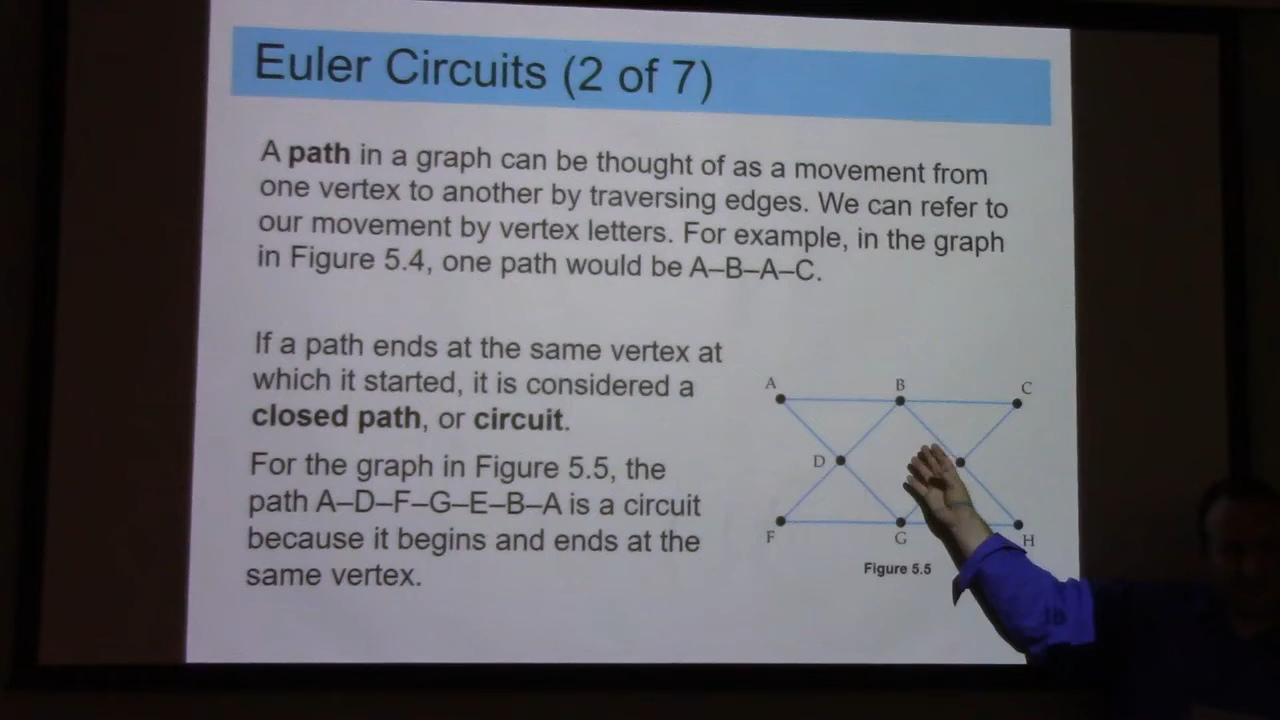 Euler Circuits (2 of 7)
A path in a graph can be thought of as a movement from
one vertex to another by traversing edges. We can refer to
our movement by vertex letters. For example, in the graph
in Figure 5.4, one path would be A–B–A–C.
If a path ends at the same vertex at
which it started, it is considered a
closed path, or circuit.
For the graph in Figure 5.5, the
path A–D–F–G–E–B–A is a circuit
because it begins and ends at the
same vertex.
A B C
D
F G H
Figure 5.5